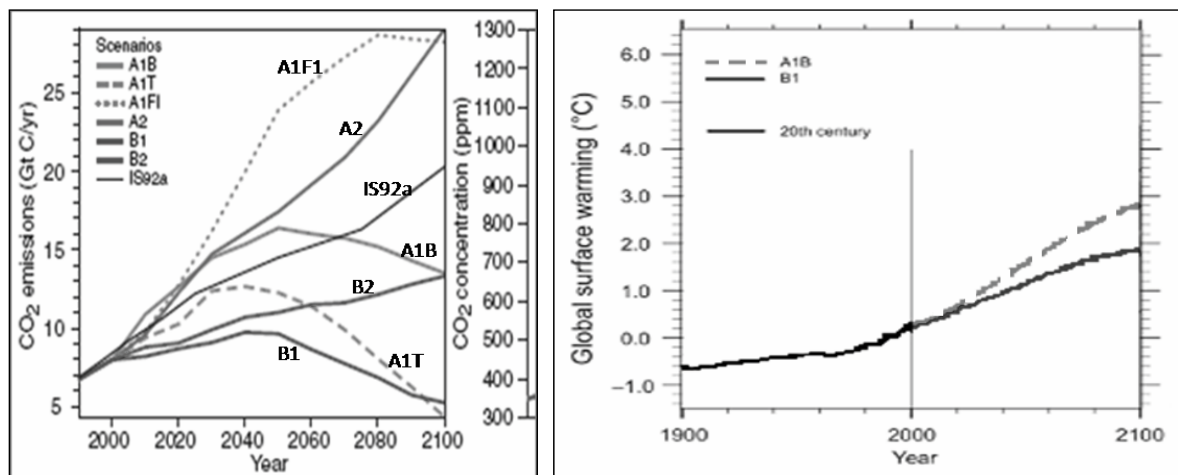 Scenarios
A1B
A1T
A1FI
A2
B1
B2
IS92a
CO2 emissions (Gt C/yr)
25
20
15
10
5
A1F1
A2
IS92a
A1B
B2
B1
A1T
2000 2020 2040 2060 2080 2100
Year
CO2 concentration (ppm)
1300
1200
1100
1000
900
800
700
600
500
400
300
A1B
B1
20th century
Global surface warming (°C)
6.0
5.0
4.0
3.0
2.0
1.0
0.0
−1.0
1900 2000 2100
Year